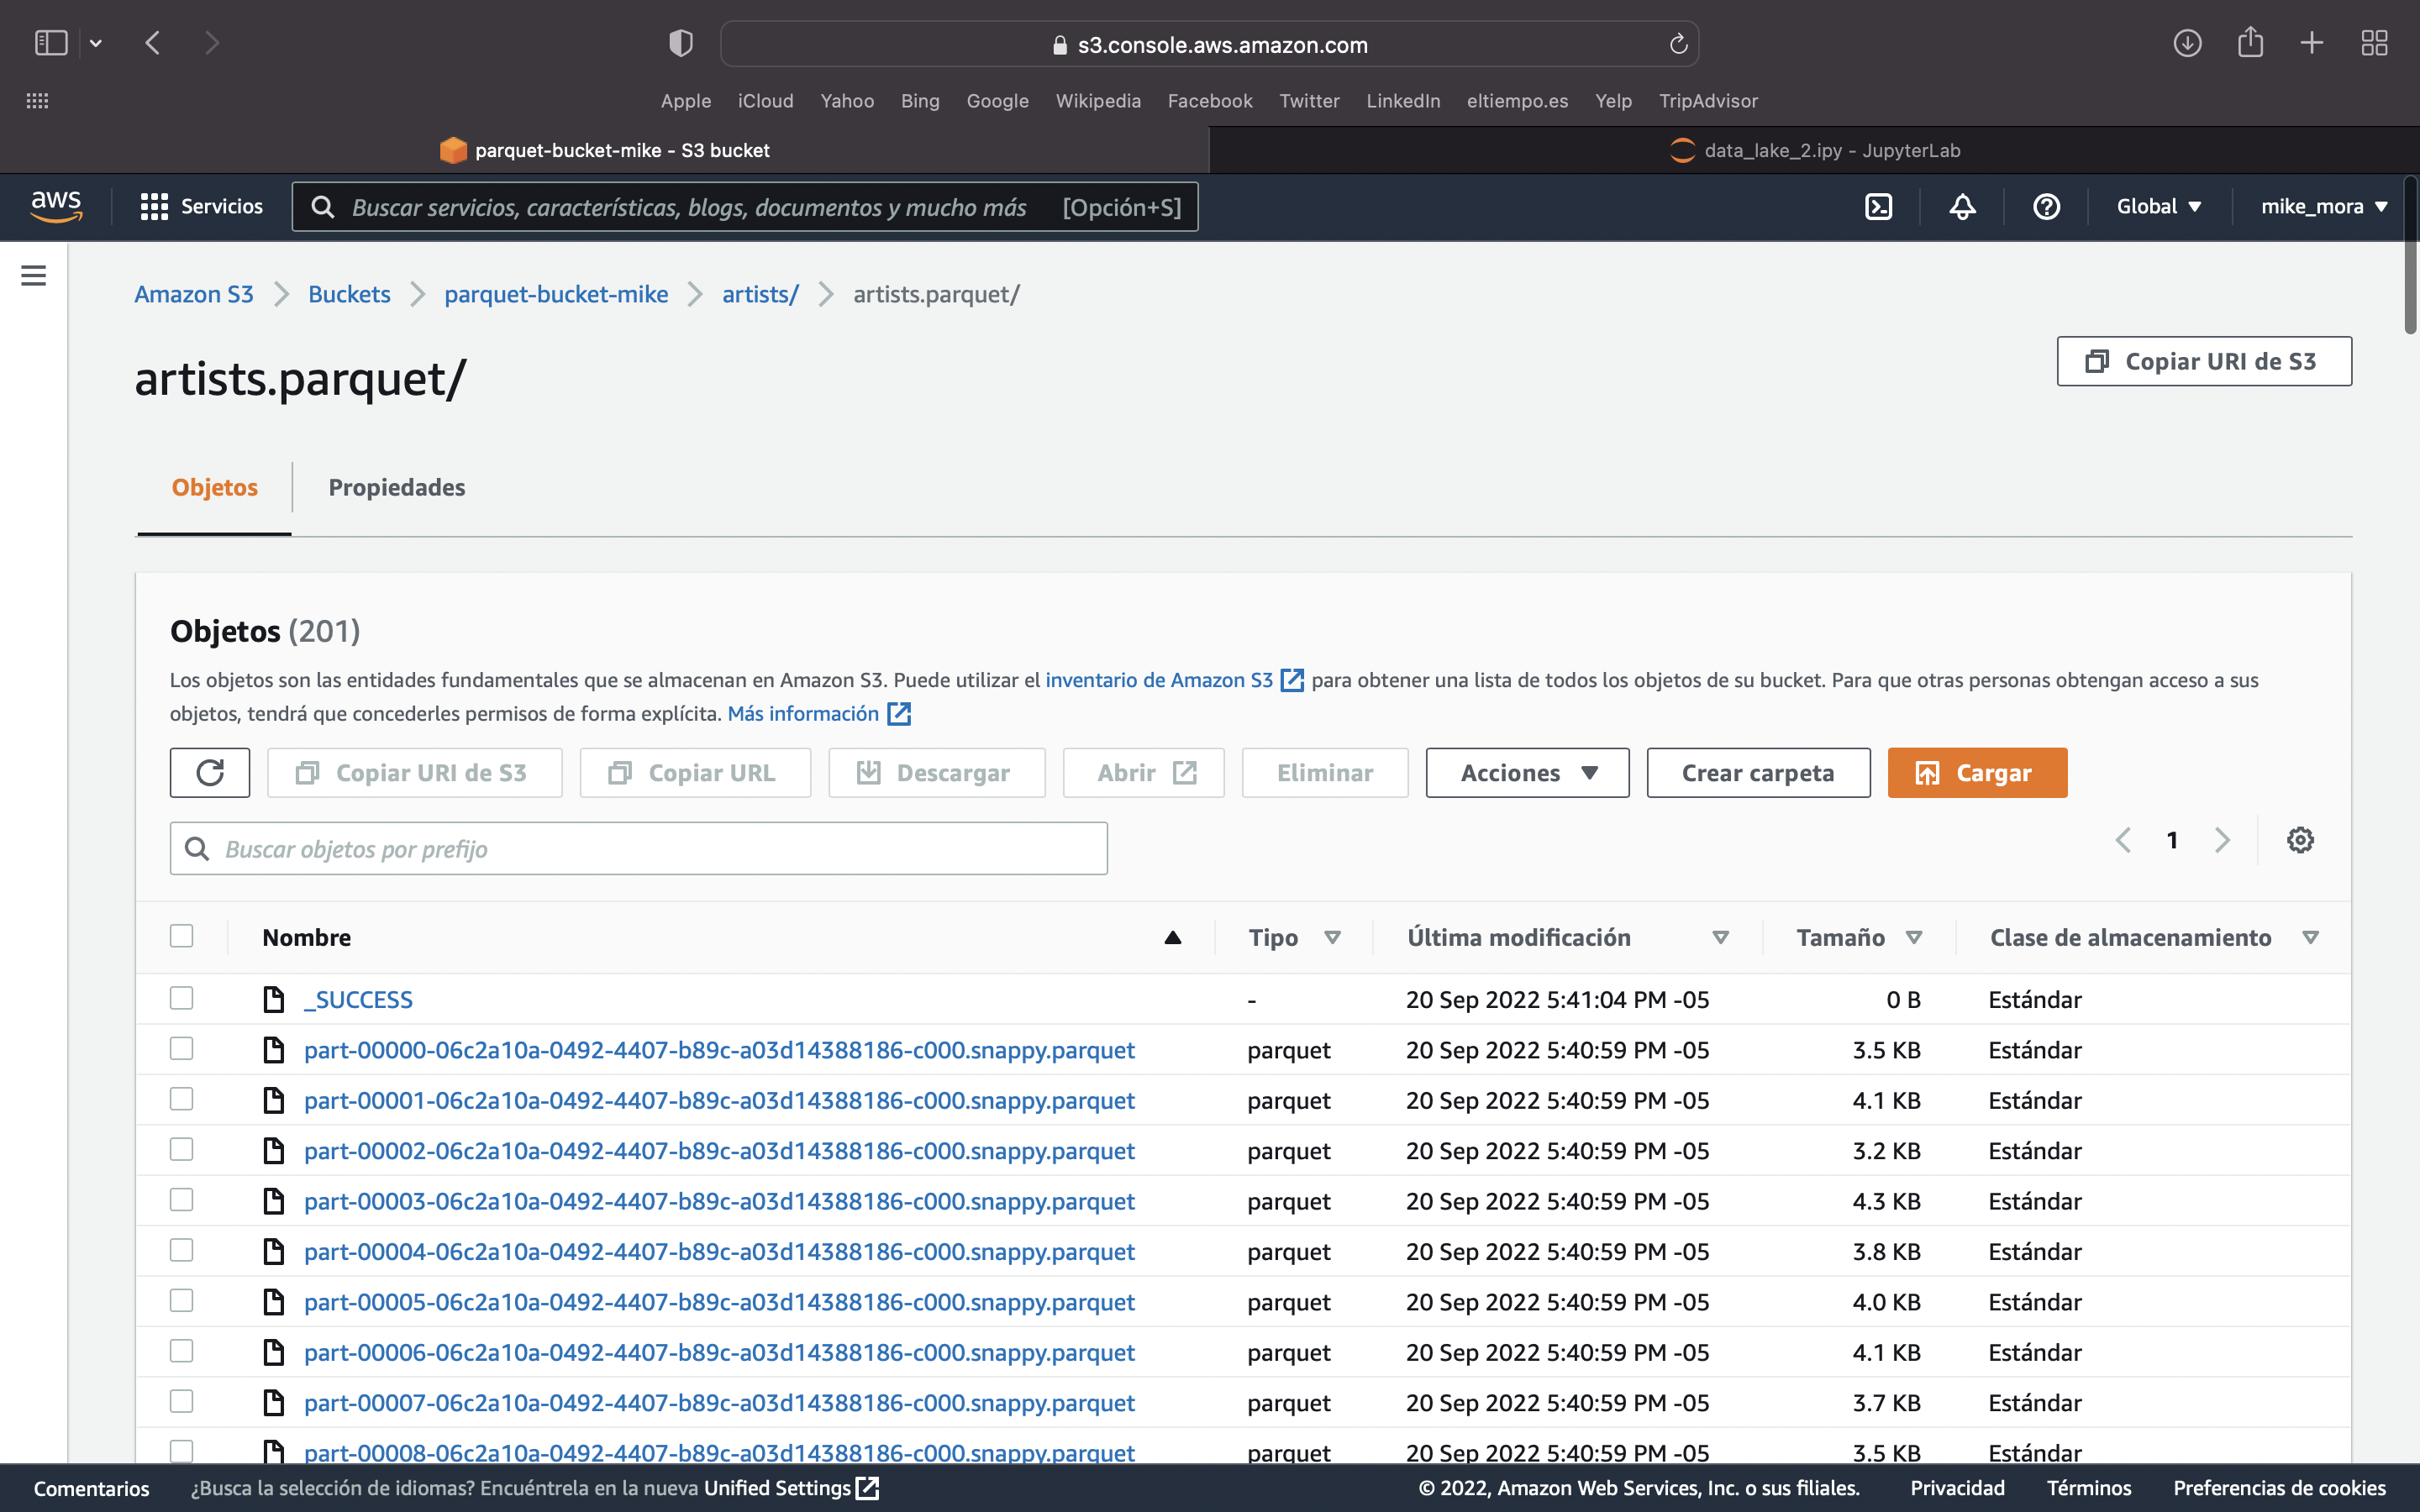 s3.console.aws.amazon.com
Apple iCloud Yahoo Bing Google Wikipedia Facebook Twitter LinkedIn eltiempo.es Yelp TripAdvisor
parquet-bucket-mike - S3 bucket data_lake_2.ipy - JupyterLab
aws Servicios Buscar servicios, características, blogs, documentos y mucho más [Opción+S] Global mike_mora
Amazon S3 Buckets parquet-bucket-mike artists/ artists.parquet/
artists.parquet/ Copiar URI de S3
Objetos Propiedades
Objetos (201)
Los objetos son las entidades fundamentales que se almacenan en Amazon S3. Puede utilizar el inventario de Amazon S3 para obtener una lista de todos los objetos de su bucket. Para que otras personas obtengan acceso a sus
objetos, tendrá que concederles permisos de forma explícita. Más información
Copiar URI de S3 Copiar URL Descargar Abrir Eliminar Acciones Crear carpeta Cargar
Buscar objetos por prefijo 1
Nombre Tipo Última modificación Tamaño Clase de almacenamiento
_SUCCESS - 20 Sep 2022 5:41:04 PM -05 0 B Estándar
part-00000-06c2a10a-0492-4407-b89c-a03d14388186-c000.snappy.parquet parquet 20 Sep 2022 5:40:59 PM -05 3.5 KB Estándar
part-00001-06c2a10a-0492-4407-b89c-a03d14388186-c000.snappy.parquet parquet 20 Sep 2022 5:40:59 PM -05 4.1 KB Estándar
part-00002-06c2a10a-0492-4407-b89c-a03d14388186-c000.snappy.parquet parquet 20 Sep 2022 5:40:59 PM -05 3.2 KB Estándar
part-00003-06c2a10a-0492-4407-b89c-a03d14388186-c000.snappy.parquet parquet 20 Sep 2022 5:40:59 PM -05 4.3 KB Estándar
part-00004-06c2a10a-0492-4407-b89c-a03d14388186-c000.snappy.parquet parquet 20 Sep 2022 5:40:59 PM -05 3.8 KB Estándar
part-00005-06c2a10a-0492-4407-b89c-a03d14388186-c000.snappy.parquet parquet 20 Sep 2022 5:40:59 PM -05 4.0 KB Estándar
part-00006-06c2a10a-0492-4407-b89c-a03d14388186-c000.snappy.parquet parquet 20 Sep 2022 5:40:59 PM -05 4.1 KB Estándar
part-00007-06c2a10a-0492-4407-b89c-a03d14388186-c000.snappy.parquet parquet 20 Sep 2022 5:40:59 PM -05 3.7 KB Estándar
part-00008-06c2a10a-0492-4407-b89c-a03d14388186-c000.snappy.parquet parquet 20 Sep 2022 5:40:59 PM -05 3.5 KB Estándar
Comentarios ¿Busca la selección de idiomas? Encuéntrela en la nueva Unified Settings © 2022, Amazon Web Services, Inc. o sus filiales. Privacidad Términos Preferencias de cookies